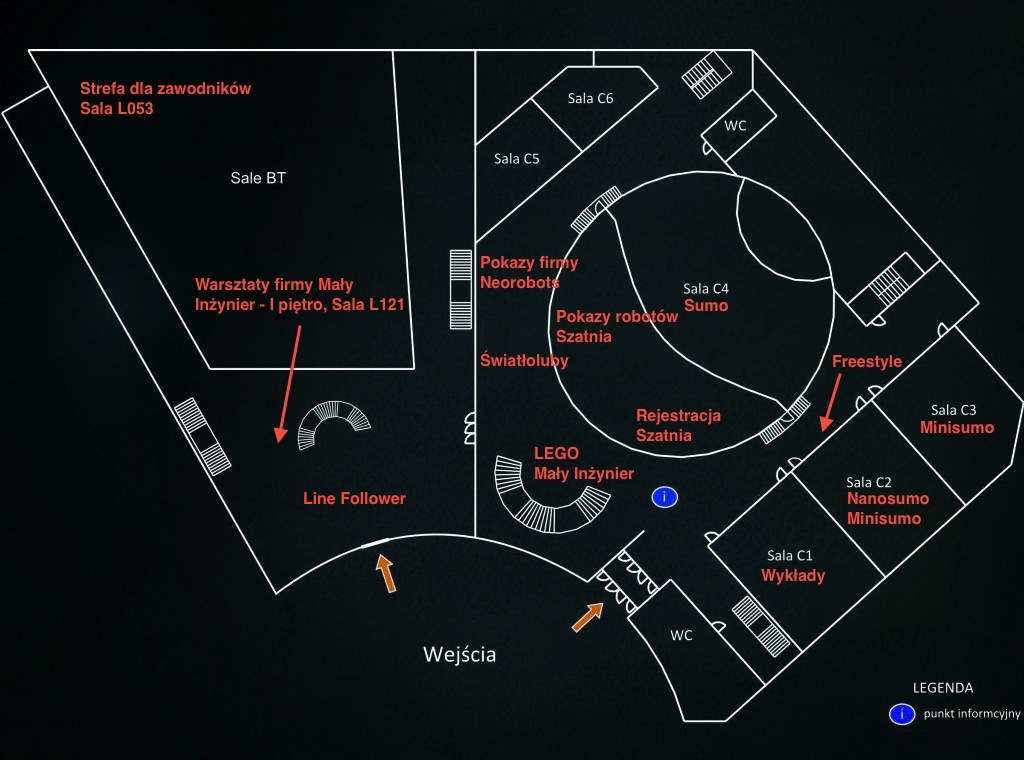 Strefa dla zawodników
Sala L053
Sale BT
Warsztaty firmy Mały
Inżynier - I piętro, Sala L121
Line Follower
Sala C6
Sala C5
WC
Pokazy firmy
Neorobots
Sala C4
Sumo
Pokazy robotów
Szatnia
Światłoluby
Freestyle
Rejestracja
Szatnia
LEGO
Mały Inżynier
i
Sala C3
Minisumo
Sala C2
Nanosumo
Minisumo
Sala C1
Wykłady
WC
Wejścia
LEGENDA
i punkt informcyjny